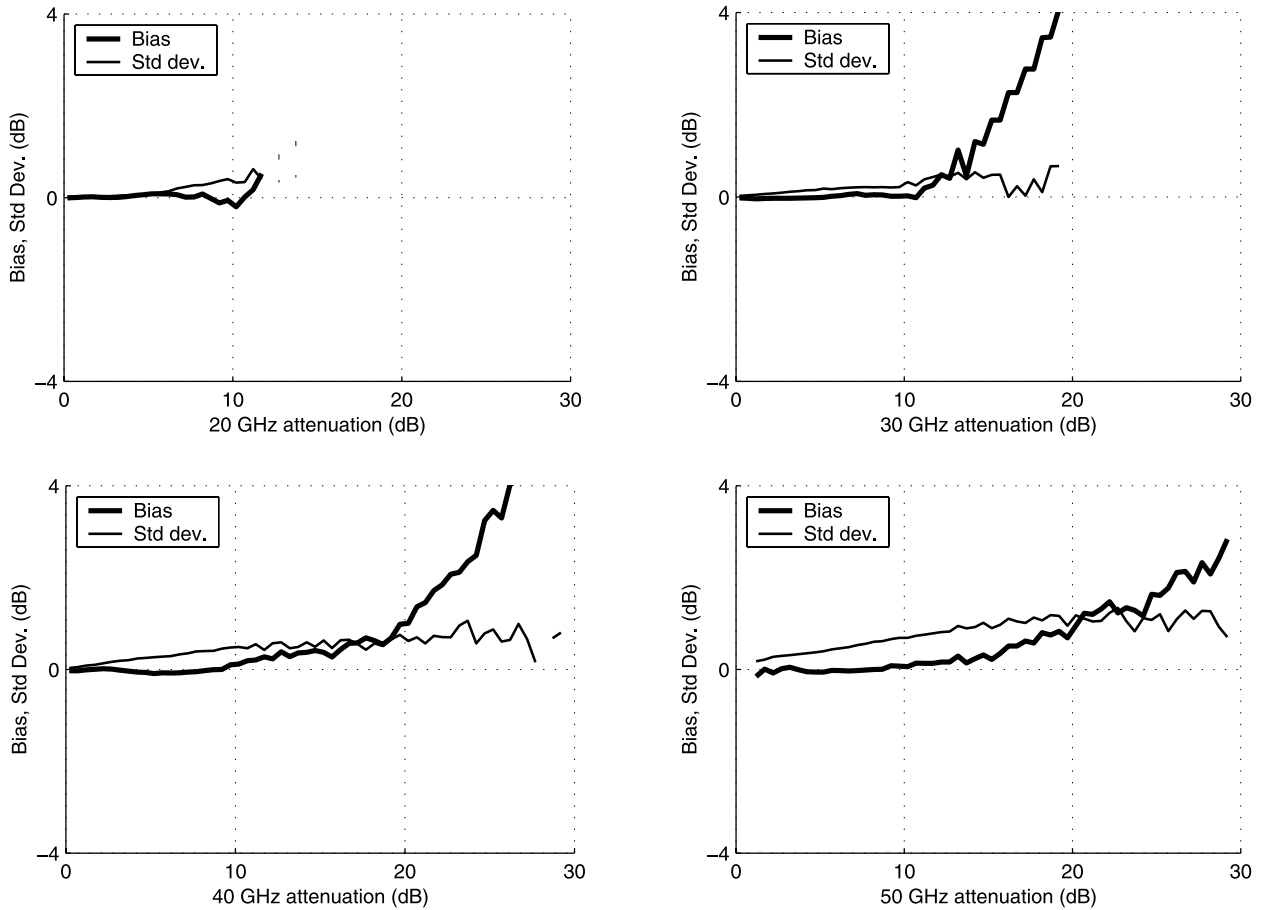 4
Bias
Std dev.
Bias, Std Dev. (dB)
0
−4
0
10
20
30
20 GHz attenuation (dB)
4
Bias
Std dev.
Bias, Std Dev. (dB)
0
−4
0
10
20
30
30 GHz attenuation (dB)
4
Bias
Std dev.
Bias, Std Dev. (dB)
0
−4
0
10
20
30
40 GHz attenuation (dB)
4
Bias
Std dev.
Bias, Std Dev. (dB)
0
−4
0
10
20
30
50 GHz attenuation (dB)